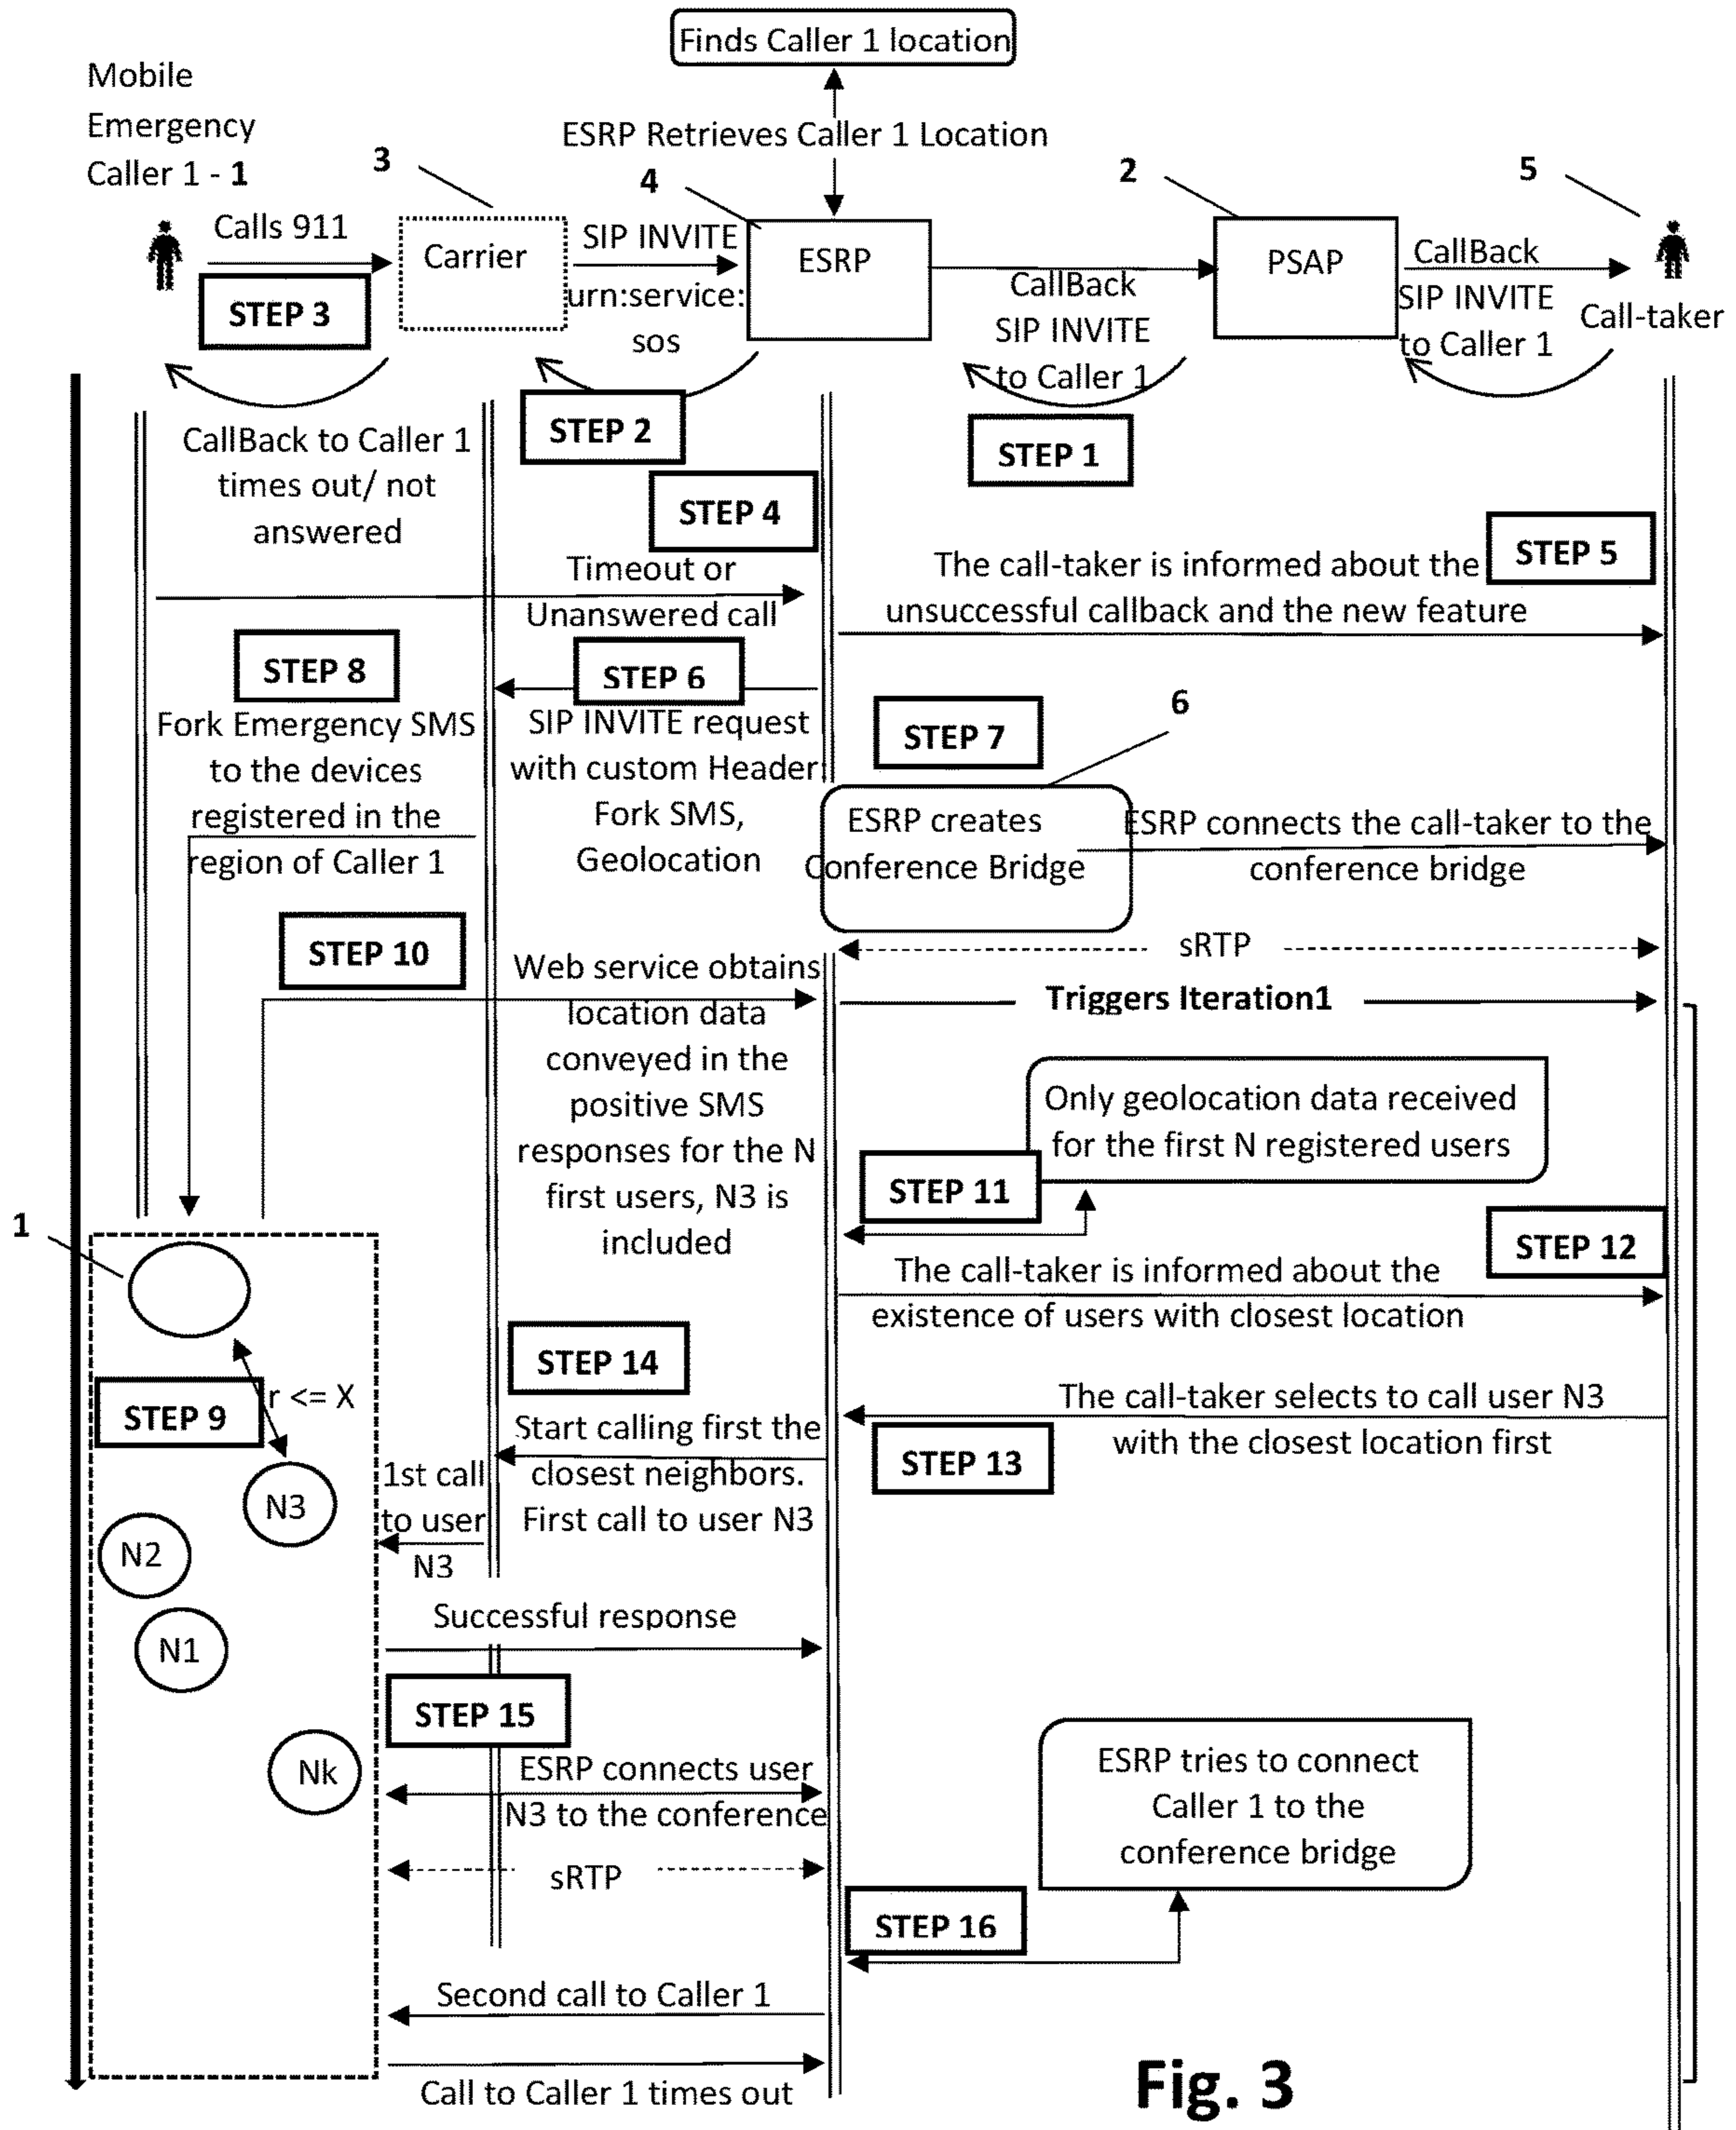 Finds Caller 1 location
Mobile
Emergency
Caller 1 - 1
ESRP Retrieves Caller 1 Location
3
4
2
5
Calls 911
Carrier
SIP INVITE
urn:service:
sos
ESRP
CallBack
SIP INVITE
to Caller 1
PSAP
CallBack
SIP INVITE
to Caller 1
Call-taker
STEP 3
STEP 2
STEP 1
CallBack to Caller 1
times out/ not
answered
STEP 4
Timeout or
Unanswered call
STEP 5
The call-taker is informed about the
unsuccessful callback and the new feature
STEP 8
Fork Emergency SMS
to the devices
registered in the
region of Caller 1
STEP 6
SIP INVITE request
with custom Header
Fork SMS,
Geolocation
STEP 7
6
ESRP creates
Conference Bridge
ESRP connects the call-taker to the
conference bridge
sRTP
STEP 10
Web service obtains
location data
conveyed in the
positive SMS
responses for the N
first users, N3 is
included
Triggers Iteration1
Only geolocation data received
for the first N registered users
STEP 11
STEP 12
The call-taker is informed about the
existence of users with closest location
1
STEP 9
r <= X
N3
N2
N1
Nk
STEP 14
Start calling first the
closest neighbors.
First call to user N3
1st call
to user
N3
The call-taker selects to call user N3
with the closest location first
STEP 13
Successful response
STEP 15
ESRP connects user
N3 to the conference
sRTP
ESRP tries to connect
Caller 1 to the
conference bridge
STEP 16
Second call to Caller 1
Call to Caller 1 times out
Fig. 3